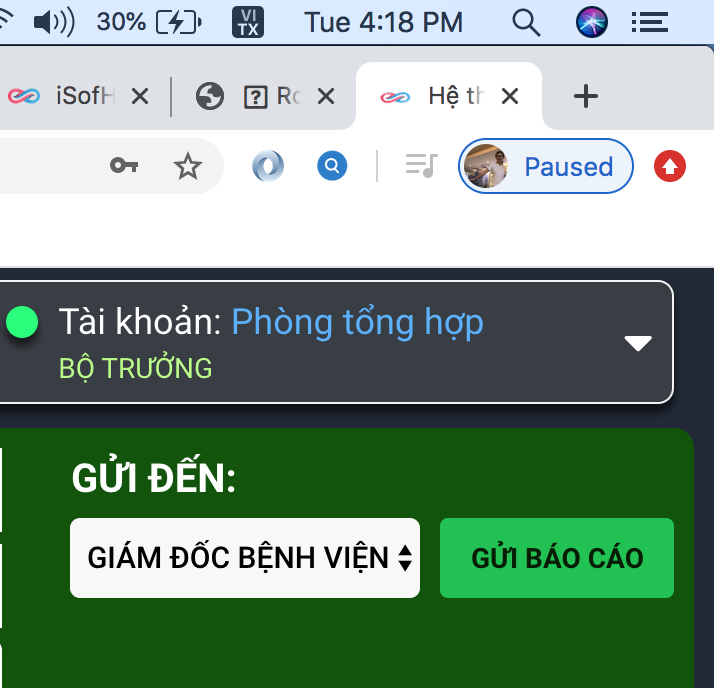 30% VI TX Tue 4:18 PM
iSofH Ro Hệ th
Paused
Tài khoản: Phòng tổng hợp
BỘ TRƯỞNG
GỬI ĐẾN:
GIÁM ĐỐC BỆNH VIỆN GỬI BÁO CÁO